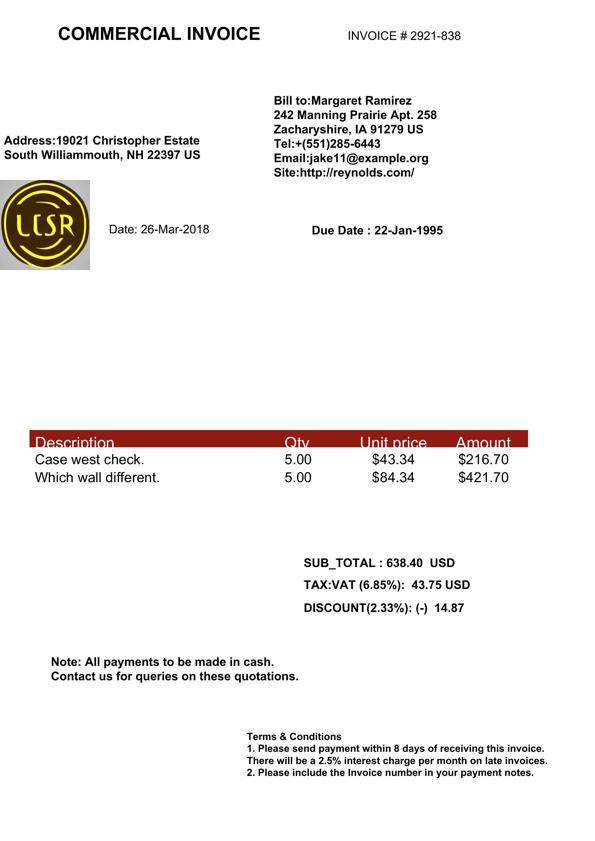 COMMERCIAL INVOICE
INVOICE # 2921-838
Bill to:Margaret Ramirez
242 Manning Prairie Apt. 258
Zacharyshire, IA 91279 US
Tel:+(551)285-6443
Email:jake11@example.org
Site:http://reynolds.com/
Address:19021 Christopher Estate
South Williammouth, NH 22397 US
LCSR
Date: 26-Mar-2018
Due Date : 22-Jan-1995
Description Qty Unit price Amount
Case west check. 5.00 $43.34 $216.70
Which wall different. 5.00 $84.34 $421.70
SUB_TOTAL : 638.40 USD
TAX:VAT (6.85%): 43.75 USD
DISCOUNT(2.33%): (-) 14.87
Note: All payments to be made in cash.
Contact us for queries on these quotations.
Terms & Conditions
1. Please send payment within 8 days of receiving this invoice.
There will be a 2.5% interest charge per month on late invoices.
2. Please include the Invoice number in your payment notes.